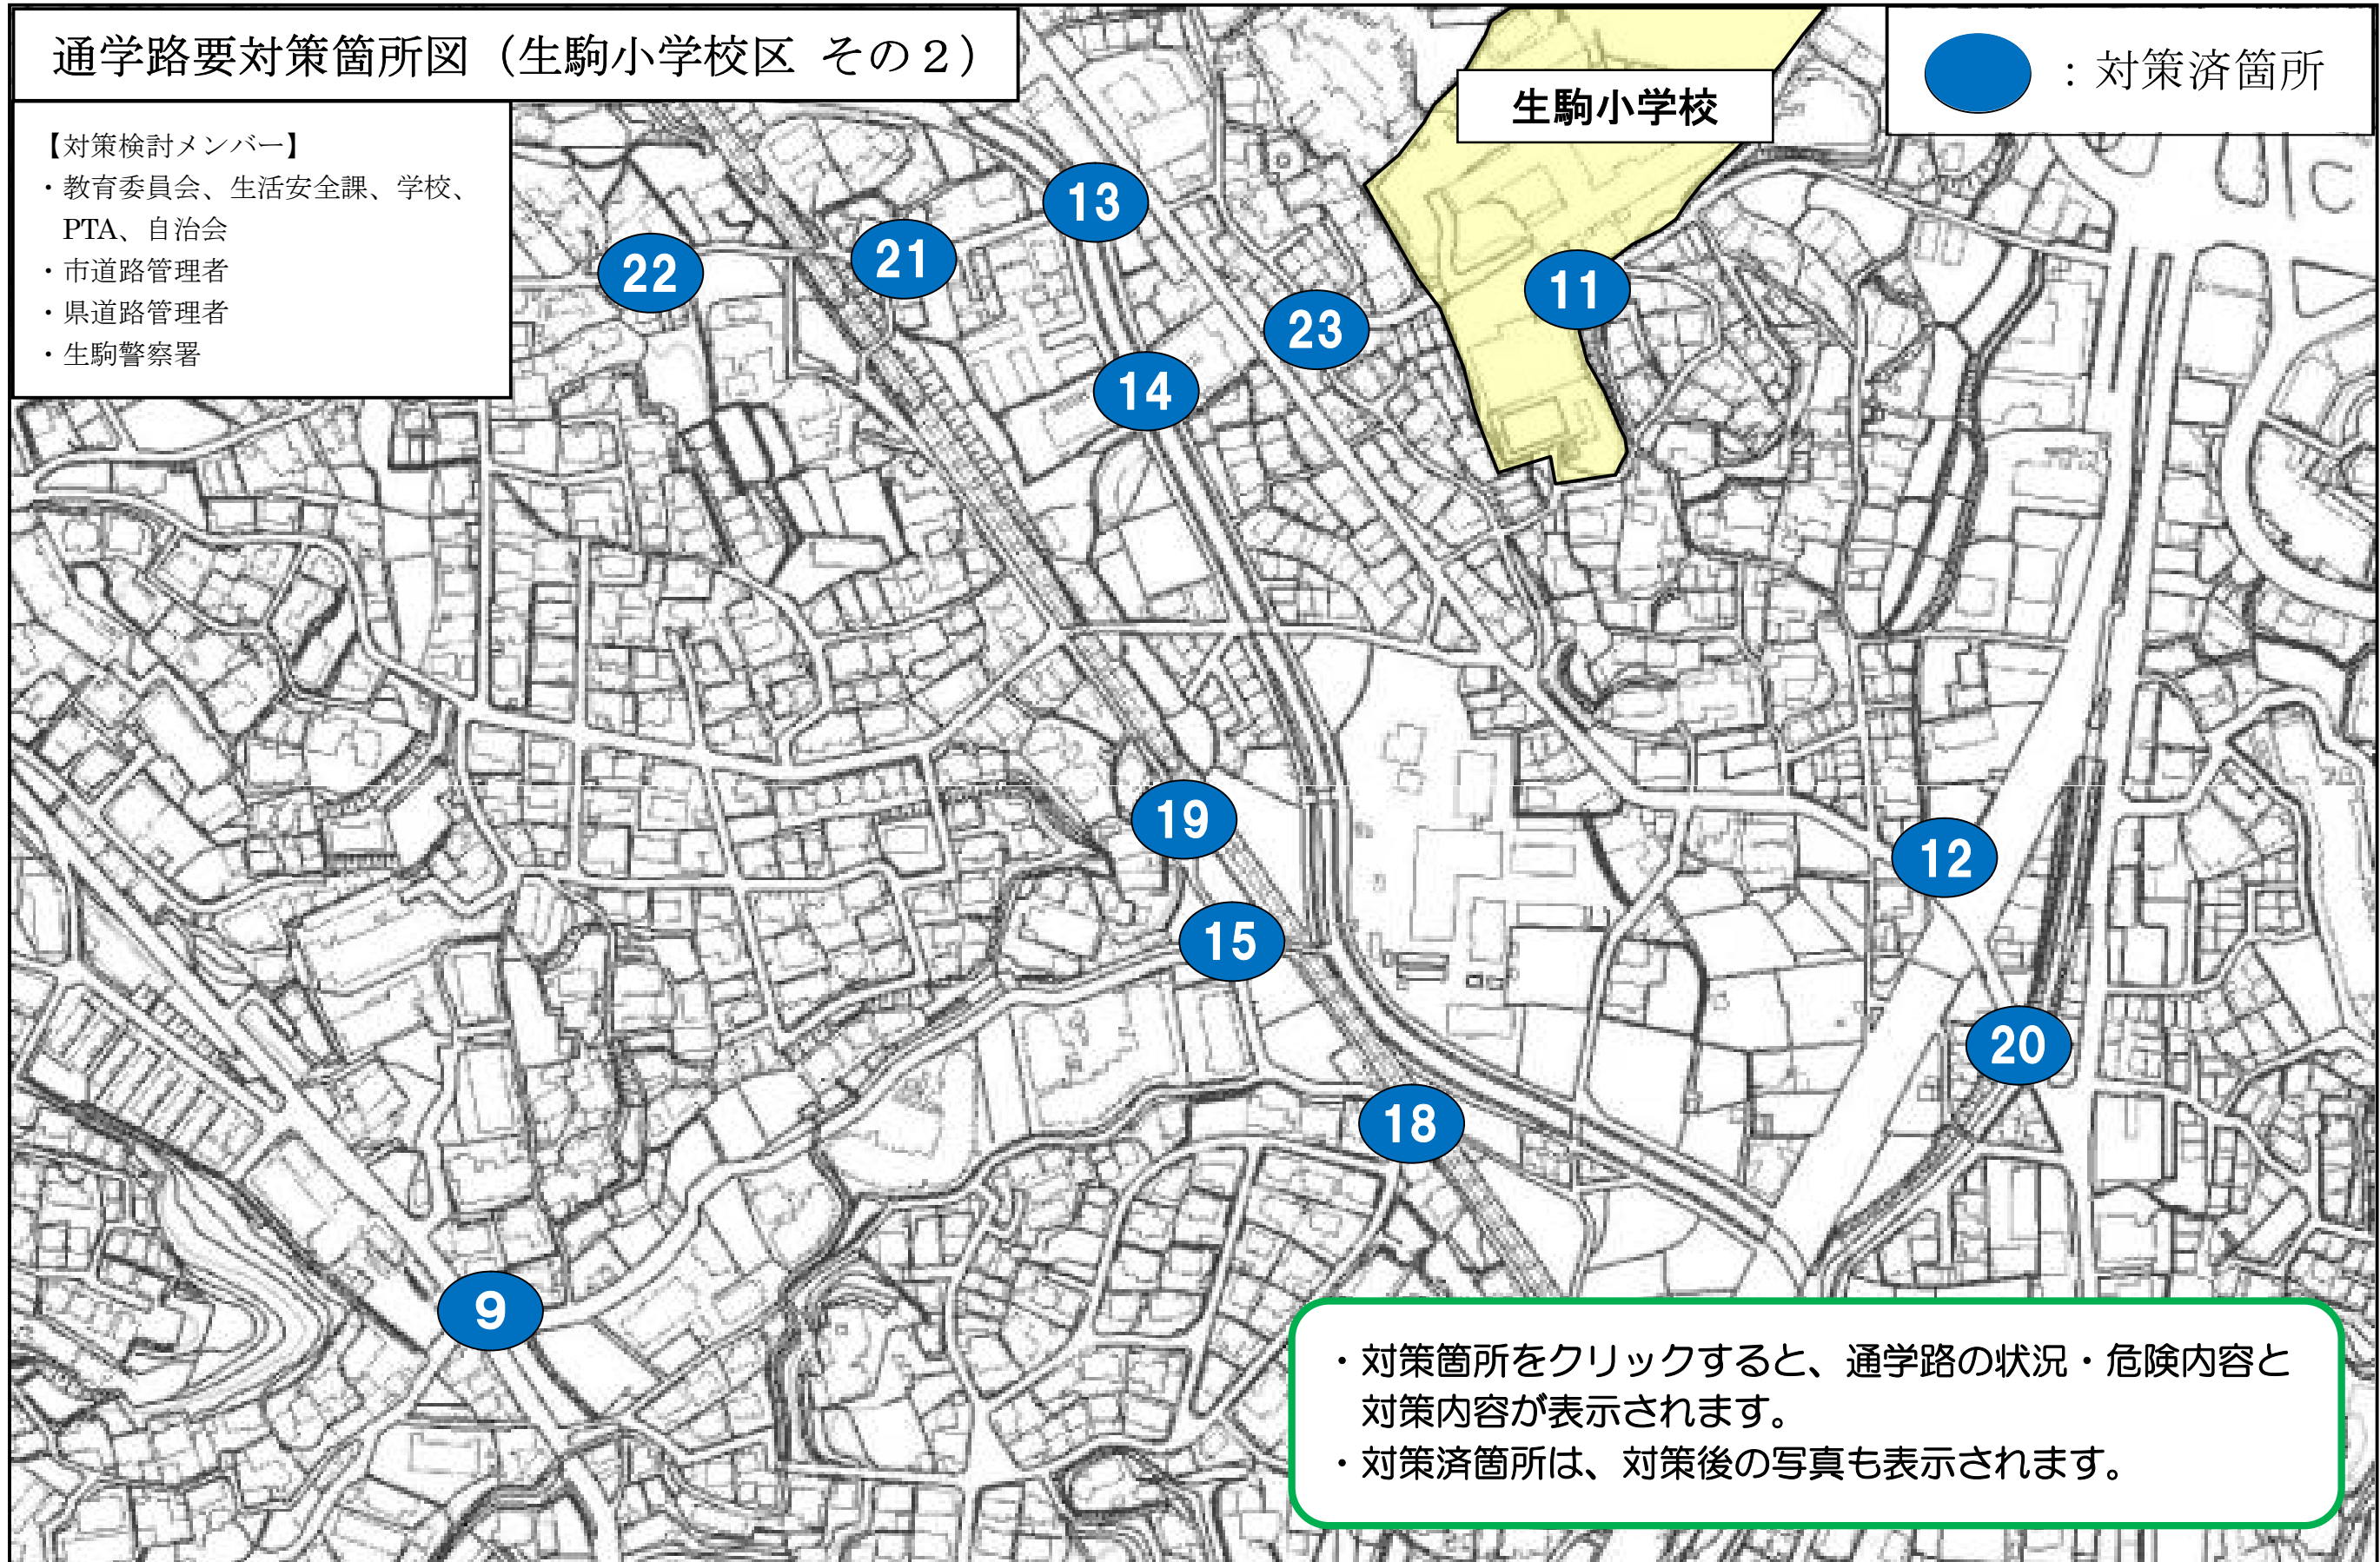 通学路要対策箇所図（生駒小学校区 その２）
：対策済箇所
生駒小学校
【対策検討メンバー】
・教育委員会、生活安全課、学校、
PTA、自治会
・市道路管理者
・県道路管理者
・生駒警察署
13
21
22
11
23
14
19
12
15
20
18
9
・対策箇所をクリックすると、通学路の状況・危険内容と
対策内容が表示されます。
・対策済箇所は、対策後の写真も表示されます。